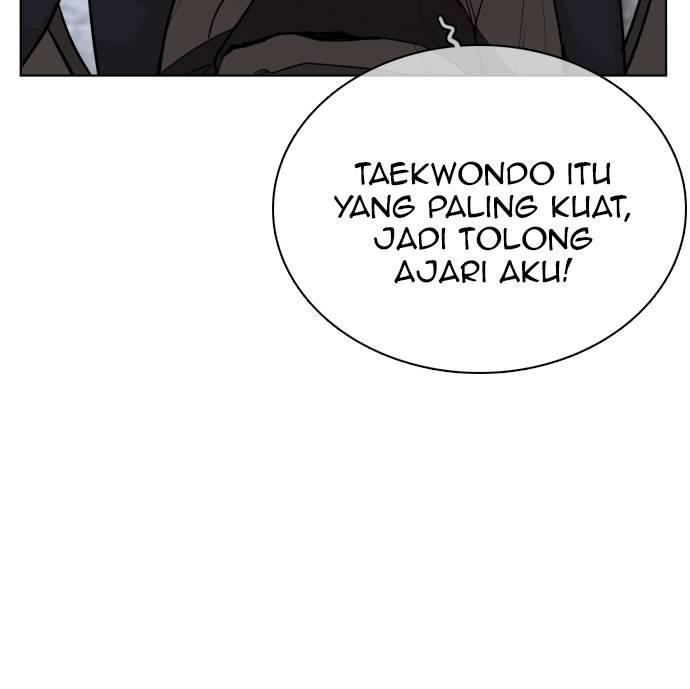 TAEKWONDO ITU
YANG PALING KUAT,
JADI TOLONG
AJARI AKU!